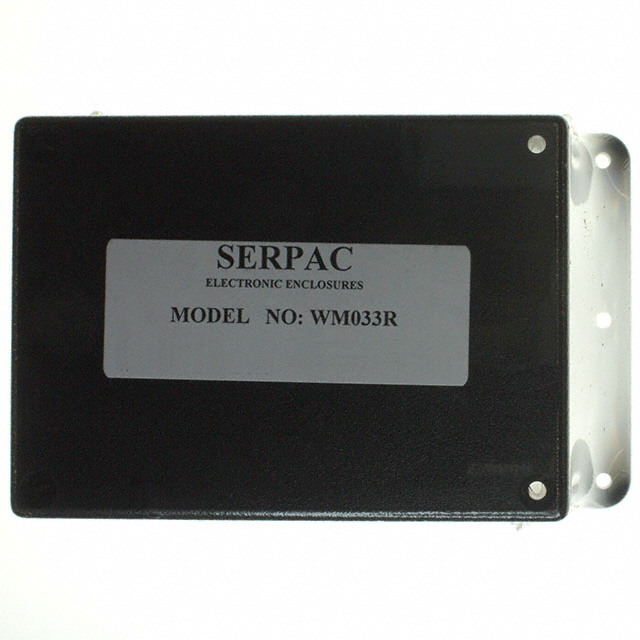 SERPAC
ELECTRONIC ENCLOSURES
MODEL NO: WM033R